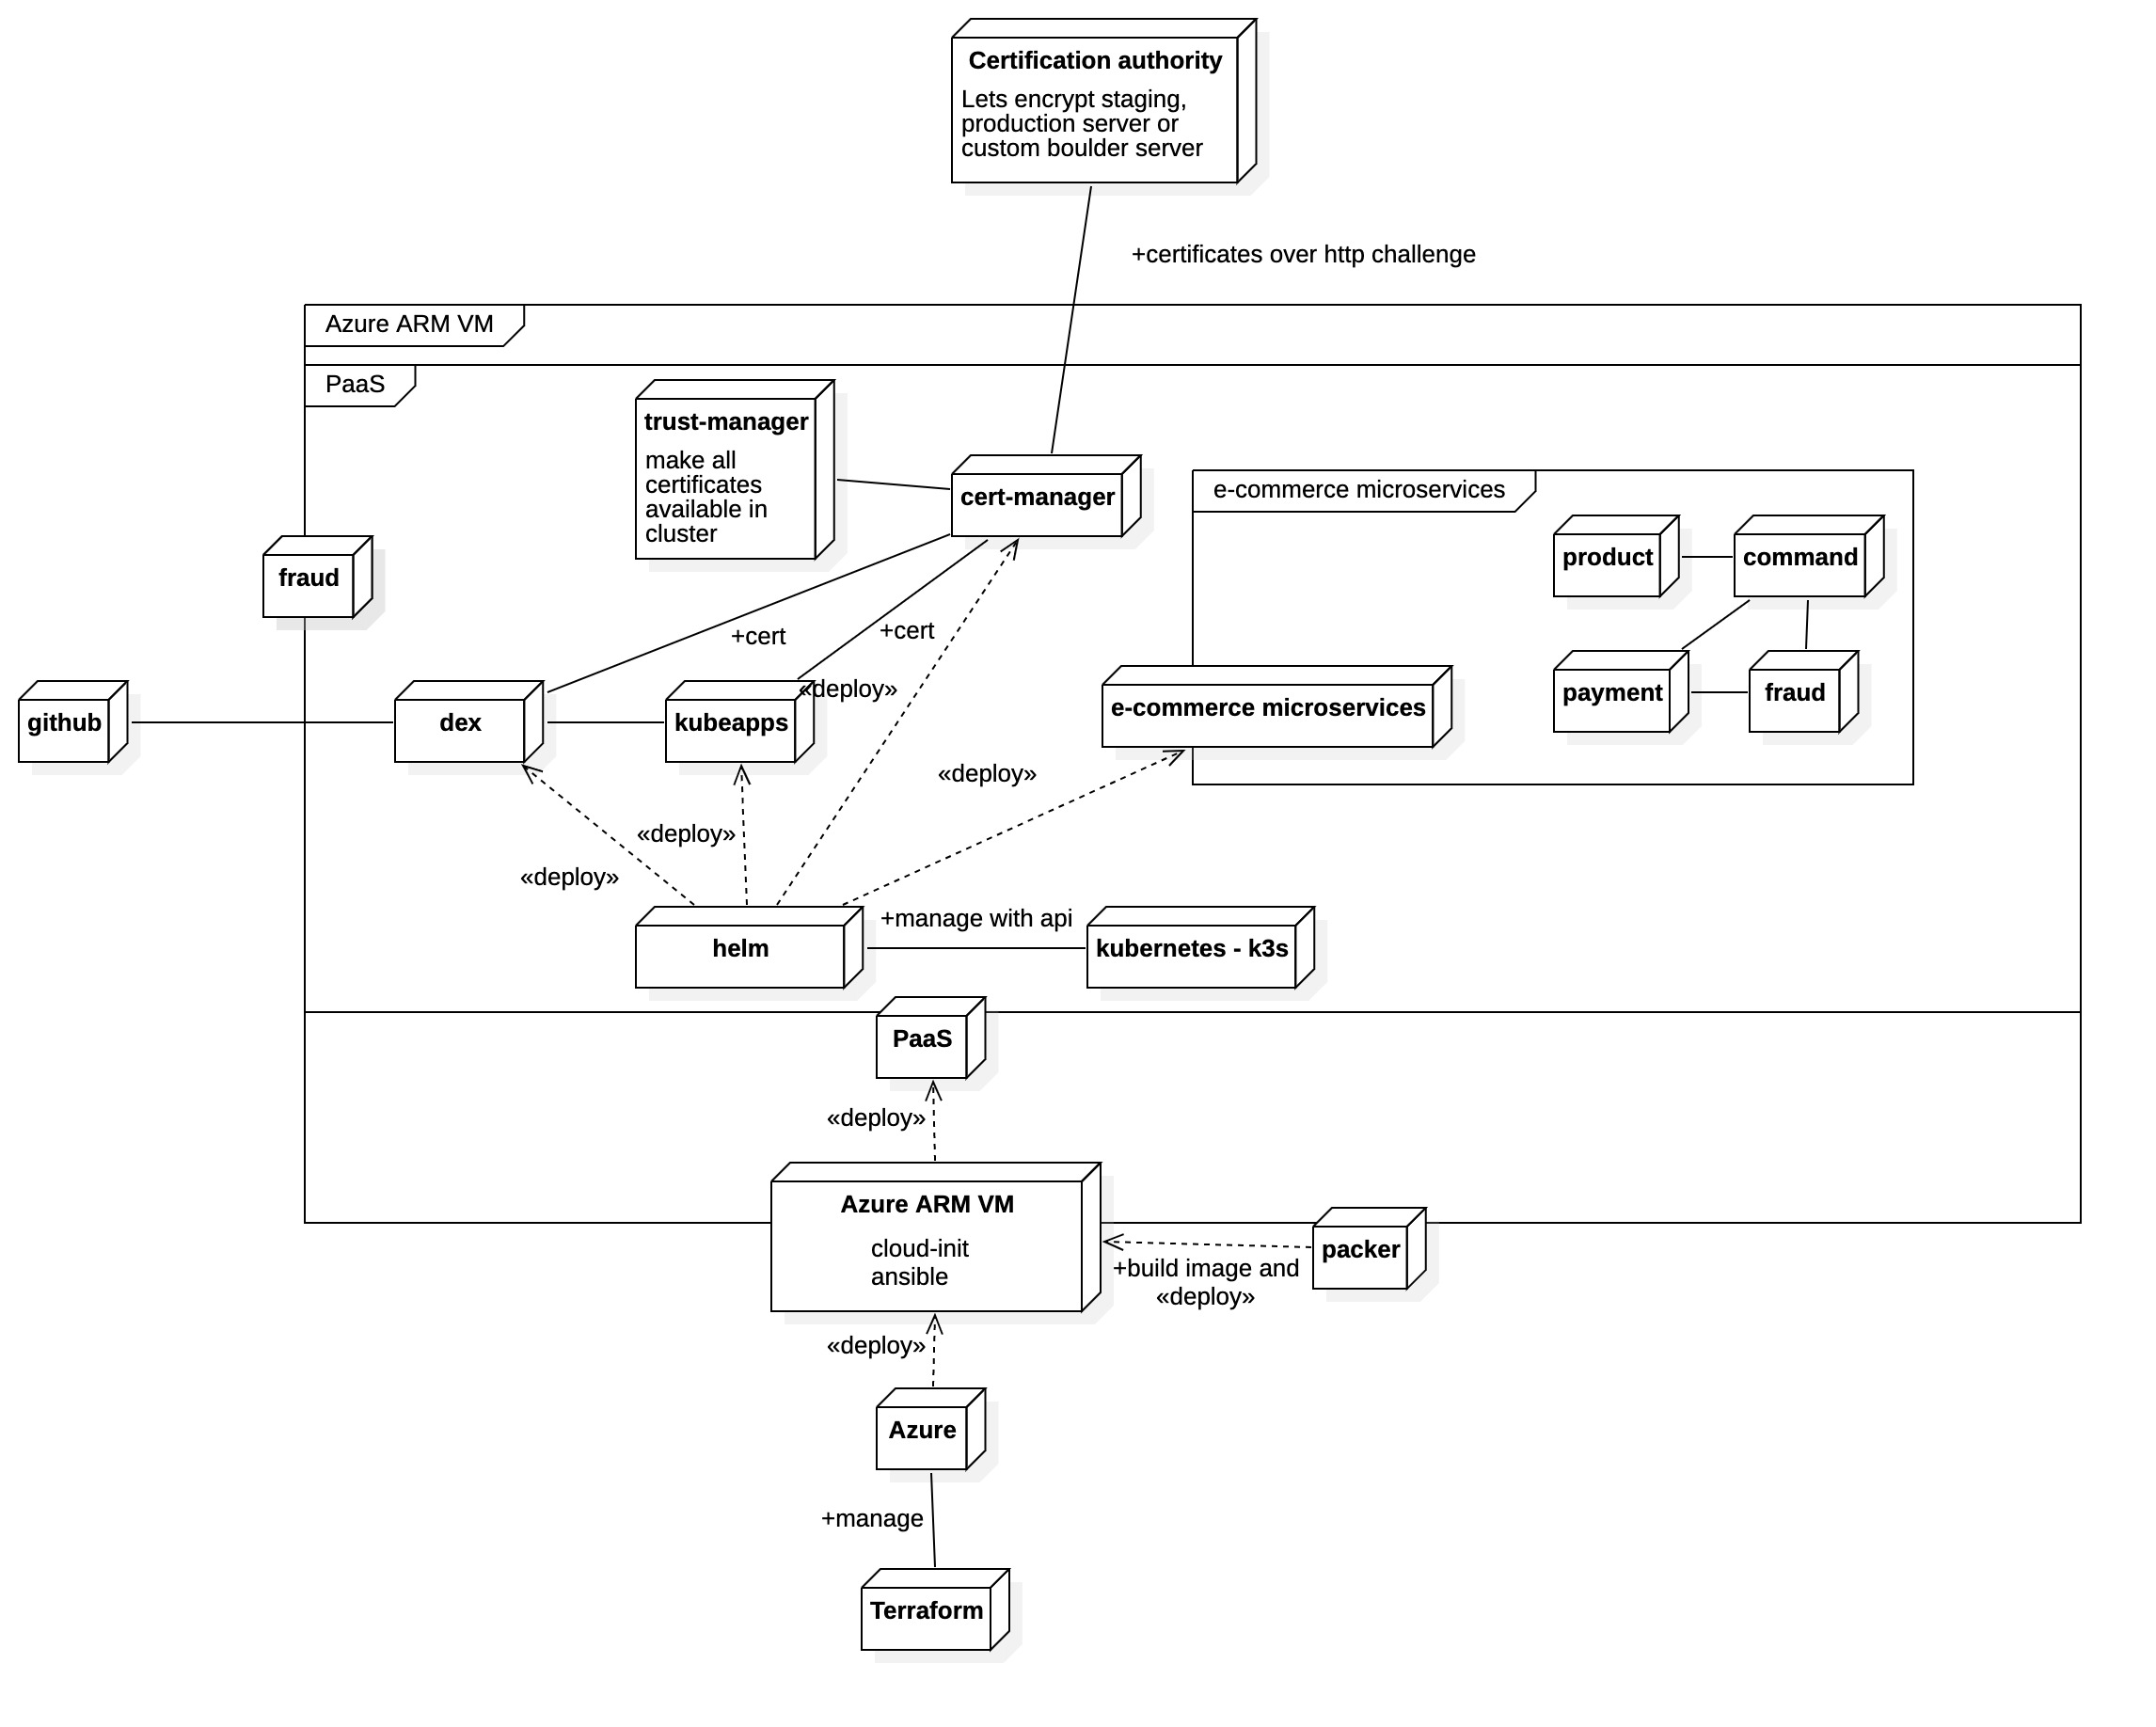 Certification authority
Lets encrypt staging,
production server or
custom boulder server
+certificates over http challenge
Azure ARM VM
PaaS
trust-manager
make all
certificates
available in
cluster
cert-manager
e-commerce microservices
product
command
fraud
+cert
+cert
«deploy»
github
dex
kubeapps
e-commerce microservices
payment
fraud
«deploy»
«deploy»
«deploy»
+manage with api
helm
kubernetes - k3s
PaaS
«deploy»
Azure ARM VM
cloud-init
ansible
packer
+build image and
«deploy»
«deploy»
Azure
+manage
Terraform